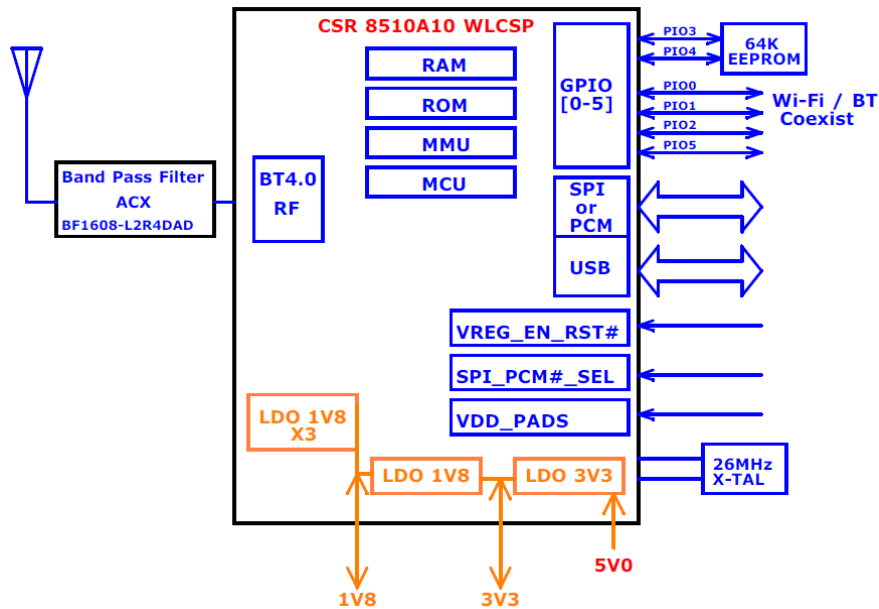 CSR 8510A10 WLCSP
RAM
ROM
MMU
MCU
GPIO
[0-5]
PIO3
PIO4
64K
EEPROM
PIO0
PIO1
PIO2
PIO5
Wi-Fi / BT
Coexist
Band Pass Filter
ACX
BF1608-L2R4DAD
BT4.0
RF
SPI
or
PCM
USB
VREG_EN_RST#
SPI_PCM#_SEL
VDD_PADS
LDO 1V8
X3
LDO 1V8
LDO 3V3
26MHz
X-TAL
5V0
1V8
3V3